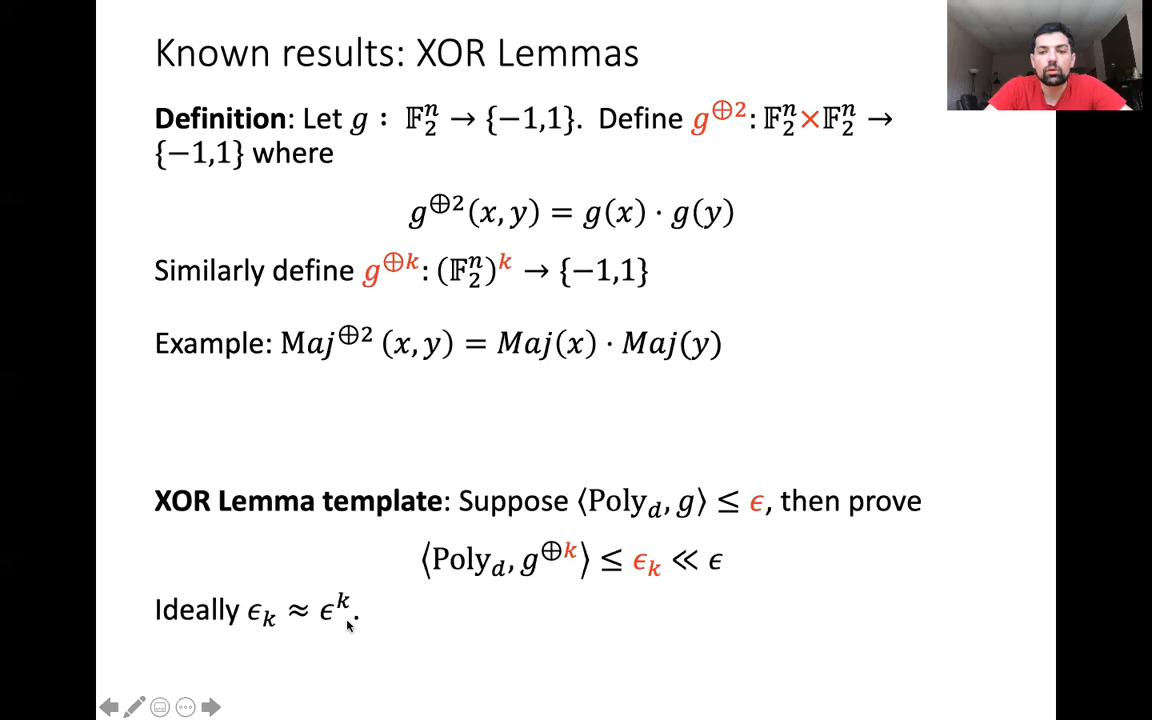 Known results: XOR Lemmas
Definition: Let g : 𝔽₂ⁿ → {−1,1}. Define g^{⊕2}: 𝔽₂ⁿ×𝔽₂ⁿ →
{−1,1} where
g^{⊕2}(x, y) = g(x) · g(y)
Similarly define g^{⊕k}: (𝔽₂ⁿ)^k → {−1,1}
Example: Maj^{⊕2} (x, y) = Maj(x) · Maj(y)
XOR Lemma template: Suppose ⟨Poly_d, g⟩ ≤ ϵ, then prove
⟨Poly_d, g^{⊕k}⟩ ≤ ϵ_k ≪ ϵ
Ideally ϵ_k ≈ ϵ^k.